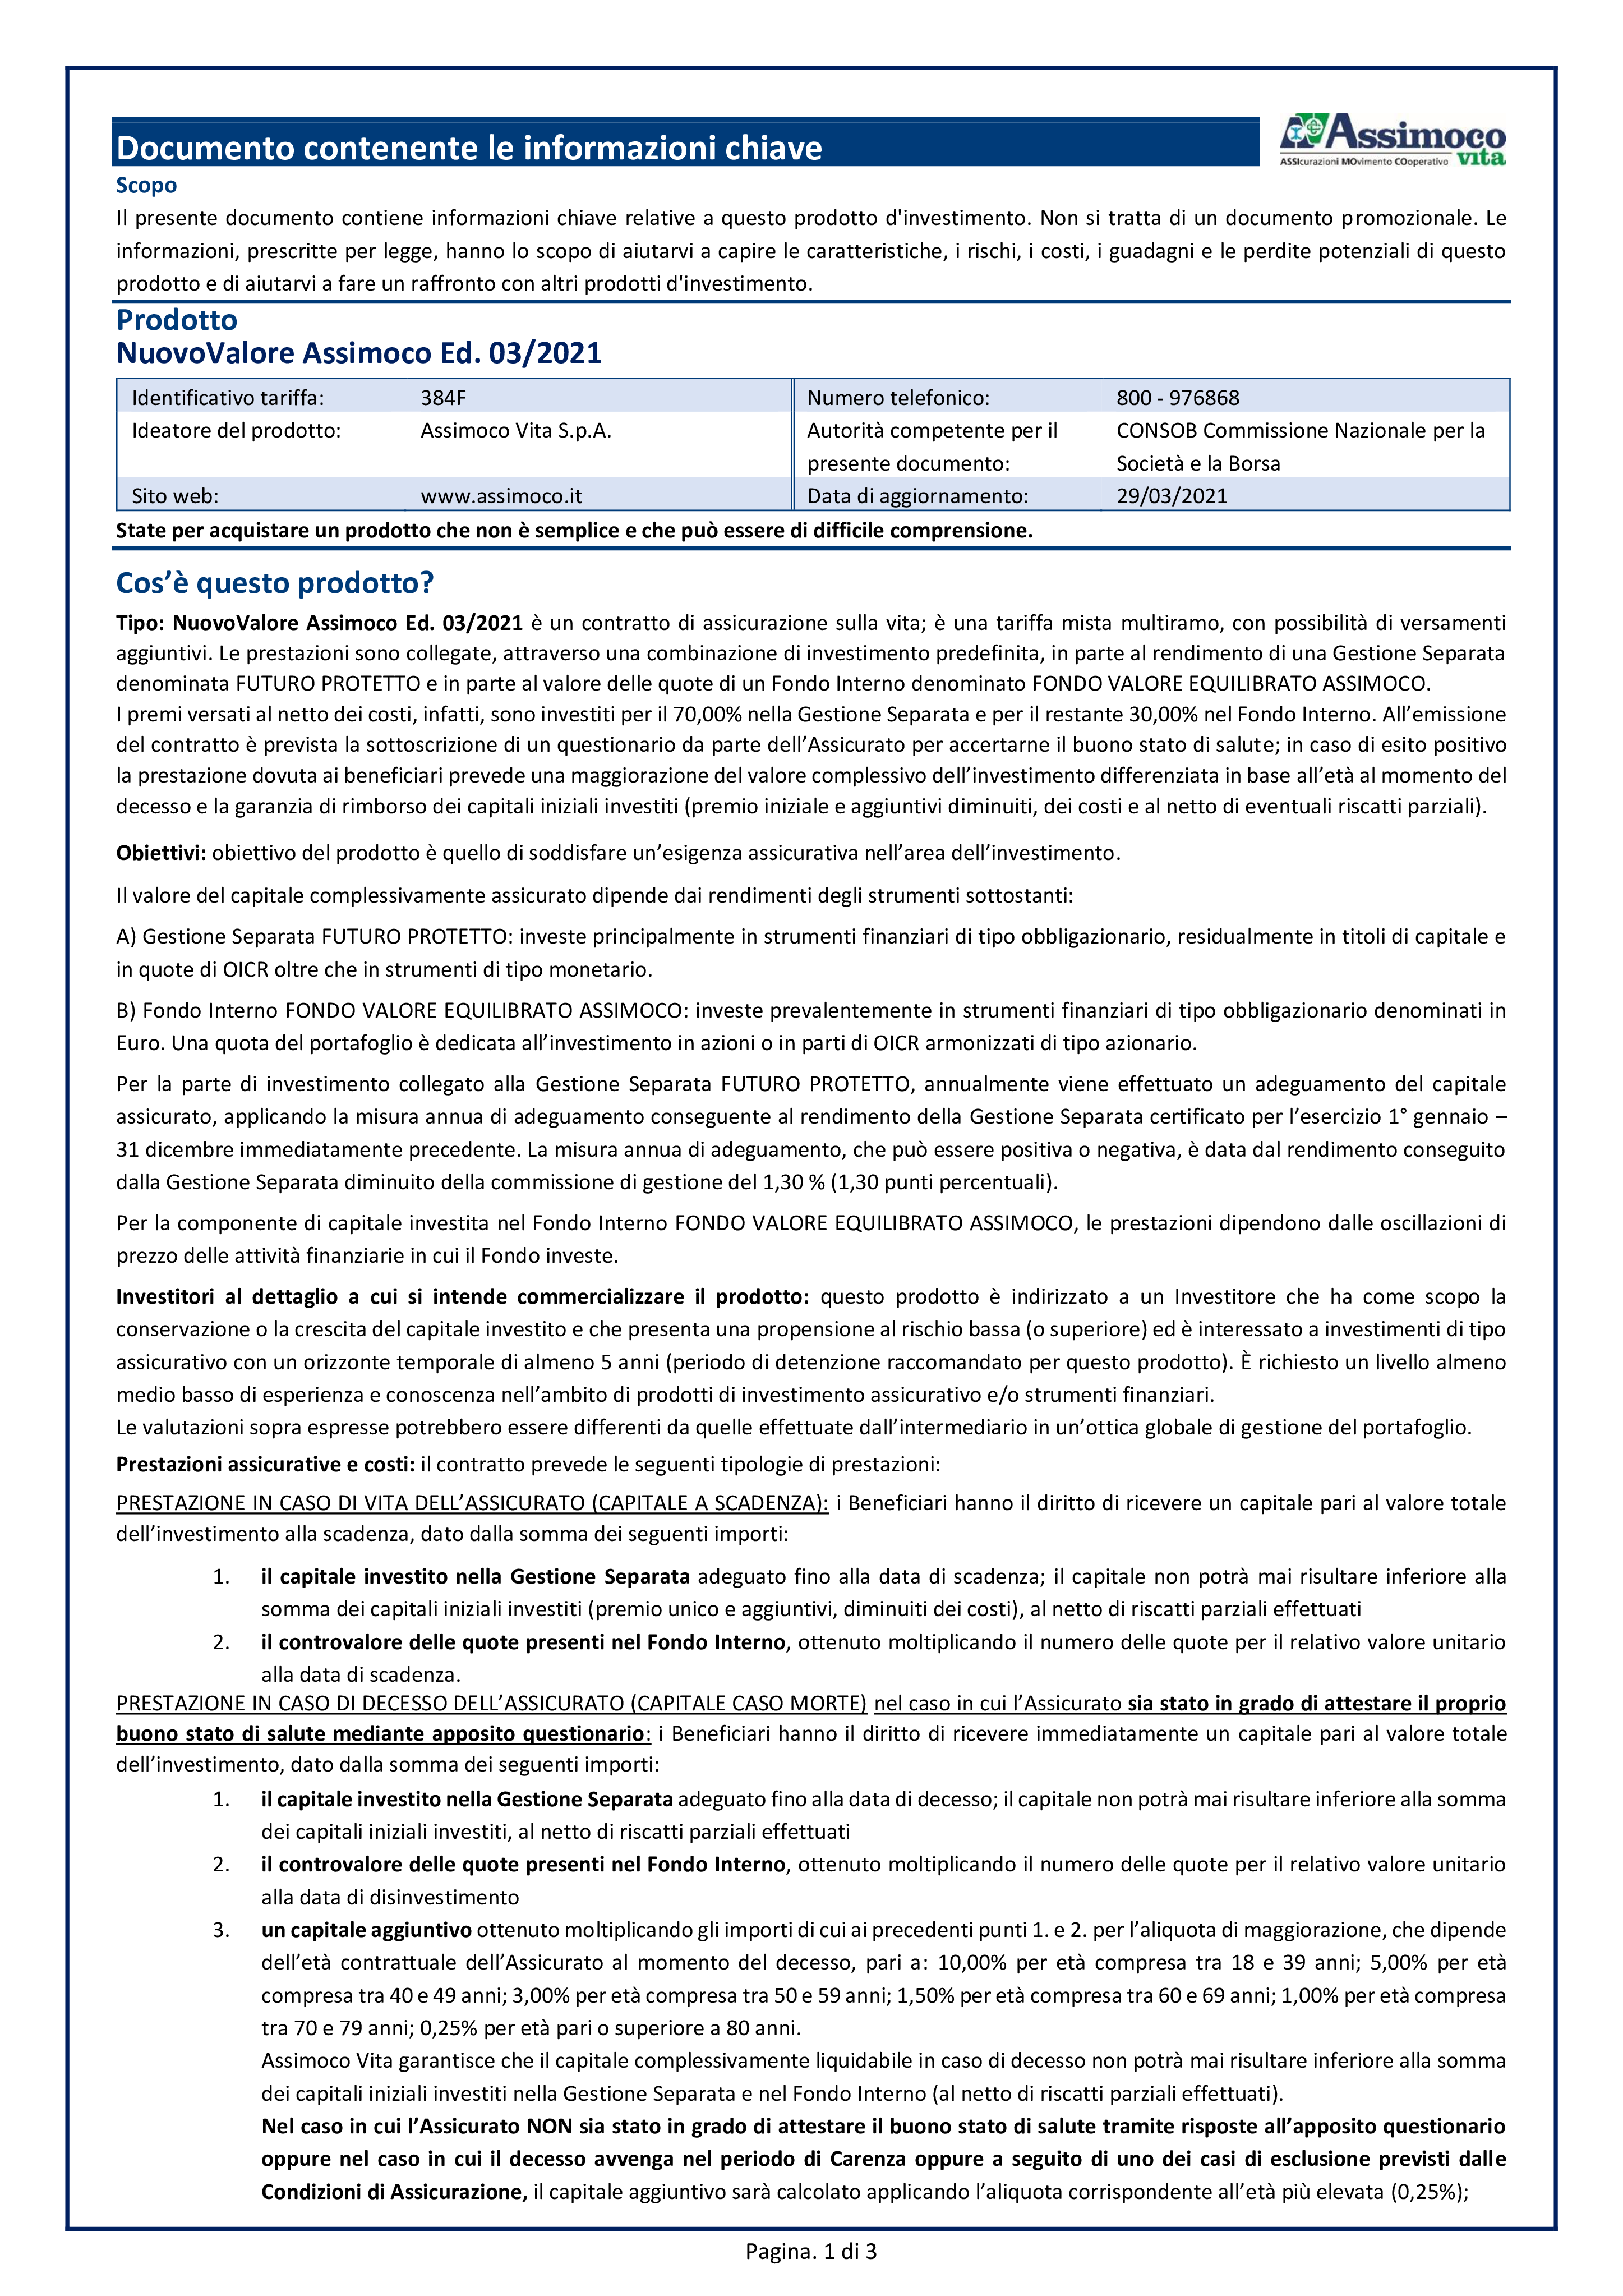 Documento contenente le informazioni chiave
Assimoco
ASSIcurazioni MOvimento COoperativo vita
Scopo
Il presente documento contiene informazioni chiave relative a questo prodotto d'investimento. Non si tratta di un documento promozionale. Le
informazioni, prescritte per legge, hanno lo scopo di aiutarvi a capire le caratteristiche, i rischi, i costi, i guadagni e le perdite potenziali di questo
prodotto e di aiutarvi a fare un raffronto con altri prodotti d'investimento.
Prodotto
NuovoValore Assimoco Ed. 03/2021
Identificativo tariffa: 384F Numero telefonico: 800 - 976868
Ideatore del prodotto: Assimoco Vita S.p.A. Autorità competente per il CONSOB Commissione Nazionale per la
presente documento: Società e la Borsa
Sito web: www.assimoco.it Data di aggiornamento: 29/03/2021
State per acquistare un prodotto che non è semplice e che può essere di difficile comprensione.
Cos’è questo prodotto?
Tipo: NuovoValore Assimoco Ed. 03/2021 è un contratto di assicurazione sulla vita; è una tariffa mista multiramo, con possibilità di versamenti
aggiuntivi. Le prestazioni sono collegate, attraverso una combinazione di investimento predefinita, in parte al rendimento di una Gestione Separata
denominata FUTURO PROTETTO e in parte al valore delle quote di un Fondo Interno denominato FONDO VALORE EQUILIBRATO ASSIMOCO.
I premi versati al netto dei costi, infatti, sono investiti per il 70,00% nella Gestione Separata e per il restante 30,00% nel Fondo Interno. All’emissione
del contratto è prevista la sottoscrizione di un questionario da parte dell’Assicurato per accertarne il buono stato di salute; in caso di esito positivo
la prestazione dovuta ai beneficiari prevede una maggiorazione del valore complessivo dell’investimento differenziata in base all’età al momento del
decesso e la garanzia di rimborso dei capitali iniziali investiti (premio iniziale e aggiuntivi diminuiti, dei costi e al netto di eventuali riscatti parziali).
Obiettivi: obiettivo del prodotto è quello di soddisfare un’esigenza assicurativa nell’area dell’investimento.
Il valore del capitale complessivamente assicurato dipende dai rendimenti degli strumenti sottostanti:
A) Gestione Separata FUTURO PROTETTO: investe principalmente in strumenti finanziari di tipo obbligazionario, residualmente in titoli di capitale e
in quote di OICR oltre che in strumenti di tipo monetario.
B) Fondo Interno FONDO VALORE EQUILIBRATO ASSIMOCO: investe prevalentemente in strumenti finanziari di tipo obbligazionario denominati in
Euro. Una quota del portafoglio è dedicata all’investimento in azioni o in parti di OICR armonizzati di tipo azionario.
Per la parte di investimento collegato alla Gestione Separata FUTURO PROTETTO, annualmente viene effettuato un adeguamento del capitale
assicurato, applicando la misura annua di adeguamento conseguente al rendimento della Gestione Separata certificato per l’esercizio 1° gennaio –
31 dicembre immediatamente precedente. La misura annua di adeguamento, che può essere positiva o negativa, è data dal rendimento conseguito
dalla Gestione Separata diminuito della commissione di gestione del 1,30 % (1,30 punti percentuali).
Per la componente di capitale investita nel Fondo Interno FONDO VALORE EQUILIBRATO ASSIMOCO, le prestazioni dipendono dalle oscillazioni di
prezzo delle attività finanziarie in cui il Fondo investe.
Investitori al dettaglio a cui si intende commercializzare il prodotto: questo prodotto è indirizzato a un Investitore che ha come scopo la
conservazione o la crescita del capitale investito e che presenta una propensione al rischio bassa (o superiore) ed è interessato a investimenti di tipo
assicurativo con un orizzonte temporale di almeno 5 anni (periodo di detenzione raccomandato per questo prodotto). È richiesto un livello almeno
medio basso di esperienza e conoscenza nell’ambito di prodotti di investimento assicurativo e/o strumenti finanziari.
Le valutazioni sopra espresse potrebbero essere differenti da quelle effettuate dall’intermediario in un’ottica globale di gestione del portafoglio.
Prestazioni assicurative e costi: il contratto prevede le seguenti tipologie di prestazioni:
PRESTAZIONE IN CASO DI VITA DELL’ASSICURATO (CAPITALE A SCADENZA): i Beneficiari hanno il diritto di ricevere un capitale pari al valore totale
dell’investimento alla scadenza, dato dalla somma dei seguenti importi:
1. il capitale investito nella Gestione Separata adeguato fino alla data di scadenza; il capitale non potrà mai risultare inferiore alla
somma dei capitali iniziali investiti (premio unico e aggiuntivi, diminuiti dei costi), al netto di riscatti parziali effettuati
2. il controvalore delle quote presenti nel Fondo Interno, ottenuto moltiplicando il numero delle quote per il relativo valore unitario
alla data di scadenza.
PRESTAZIONE IN CASO DI DECESSO DELL’ASSICURATO (CAPITALE CASO MORTE) nel caso in cui l’Assicurato sia stato in grado di attestare il proprio
buono stato di salute mediante apposito questionario: i Beneficiari hanno il diritto di ricevere immediatamente un capitale pari al valore totale
dell’investimento, dato dalla somma dei seguenti importi:
1. il capitale investito nella Gestione Separata adeguato fino alla data di decesso; il capitale non potrà mai risultare inferiore alla somma
dei capitali iniziali investiti, al netto di riscatti parziali effettuati
2. il controvalore delle quote presenti nel Fondo Interno, ottenuto moltiplicando il numero delle quote per il relativo valore unitario
alla data di disinvestimento
3. un capitale aggiuntivo ottenuto moltiplicando gli importi di cui ai precedenti punti 1. e 2. per l’aliquota di maggiorazione, che dipende
dell’età contrattuale dell’Assicurato al momento del decesso, pari a: 10,00% per età compresa tra 18 e 39 anni; 5,00% per età
compresa tra 40 e 49 anni; 3,00% per età compresa tra 50 e 59 anni; 1,50% per età compresa tra 60 e 69 anni; 1,00% per età compresa
tra 70 e 79 anni; 0,25% per età pari o superiore a 80 anni.
Assimoco Vita garantisce che il capitale complessivamente liquidabile in caso di decesso non potrà mai risultare inferiore alla somma
dei capitali iniziali investiti nella Gestione Separata e nel Fondo Interno (al netto di riscatti parziali effettuati).
Nel caso in cui l’Assicurato NON sia stato in grado di attestare il buono stato di salute tramite risposte all’apposito questionario
oppure nel caso in cui il decesso avvenga nel periodo di Carenza oppure a seguito di uno dei casi di esclusione previsti dalle
Condizioni di Assicurazione, il capitale aggiuntivo sarà calcolato applicando l’aliquota corrispondente all’età più elevata (0,25%);
Pagina. 1 di 3